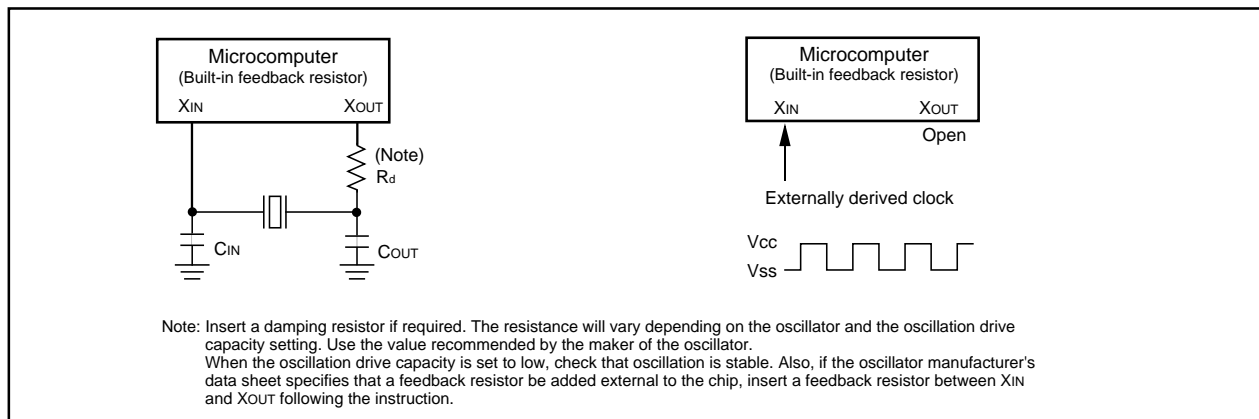 Microcomputer
(Built-in feedback resistor)
XIN XOUT
(Note)
Rd
CIN
COUT
Microcomputer
(Built-in feedback resistor)
XIN XOUT
Open
Externally derived clock
Vcc
Vss
Note: Insert a damping resistor if required. The resistance will vary depending on the oscillator and the oscillation drive
capacity setting. Use the value recommended by the maker of the oscillator.
When the oscillation drive capacity is set to low, check that oscillation is stable. Also, if the oscillator manufacturer's
data sheet specifies that a feedback resistor be added external to the chip, insert a feedback resistor between XIN
and XOUT following the instruction.